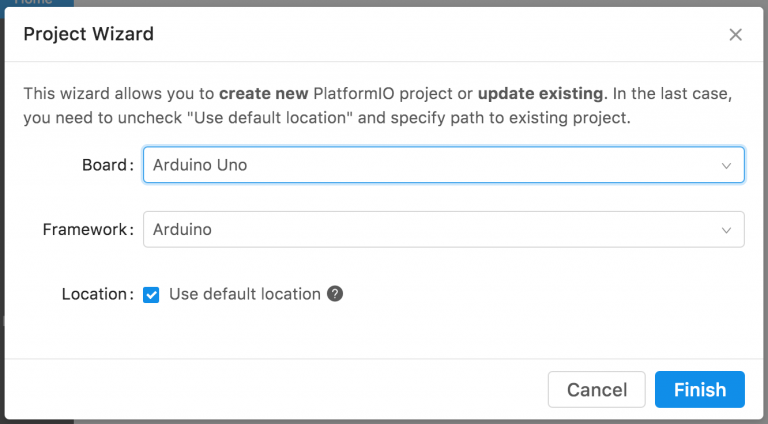 Home
Project Wizard
This wizard allows you to create new PlatformIO project or update existing. In the last case,
you need to uncheck "Use default location" and specify path to existing project.
Board: Arduino Uno
Framework: Arduino
Location: Use default location ?
Cancel Finish